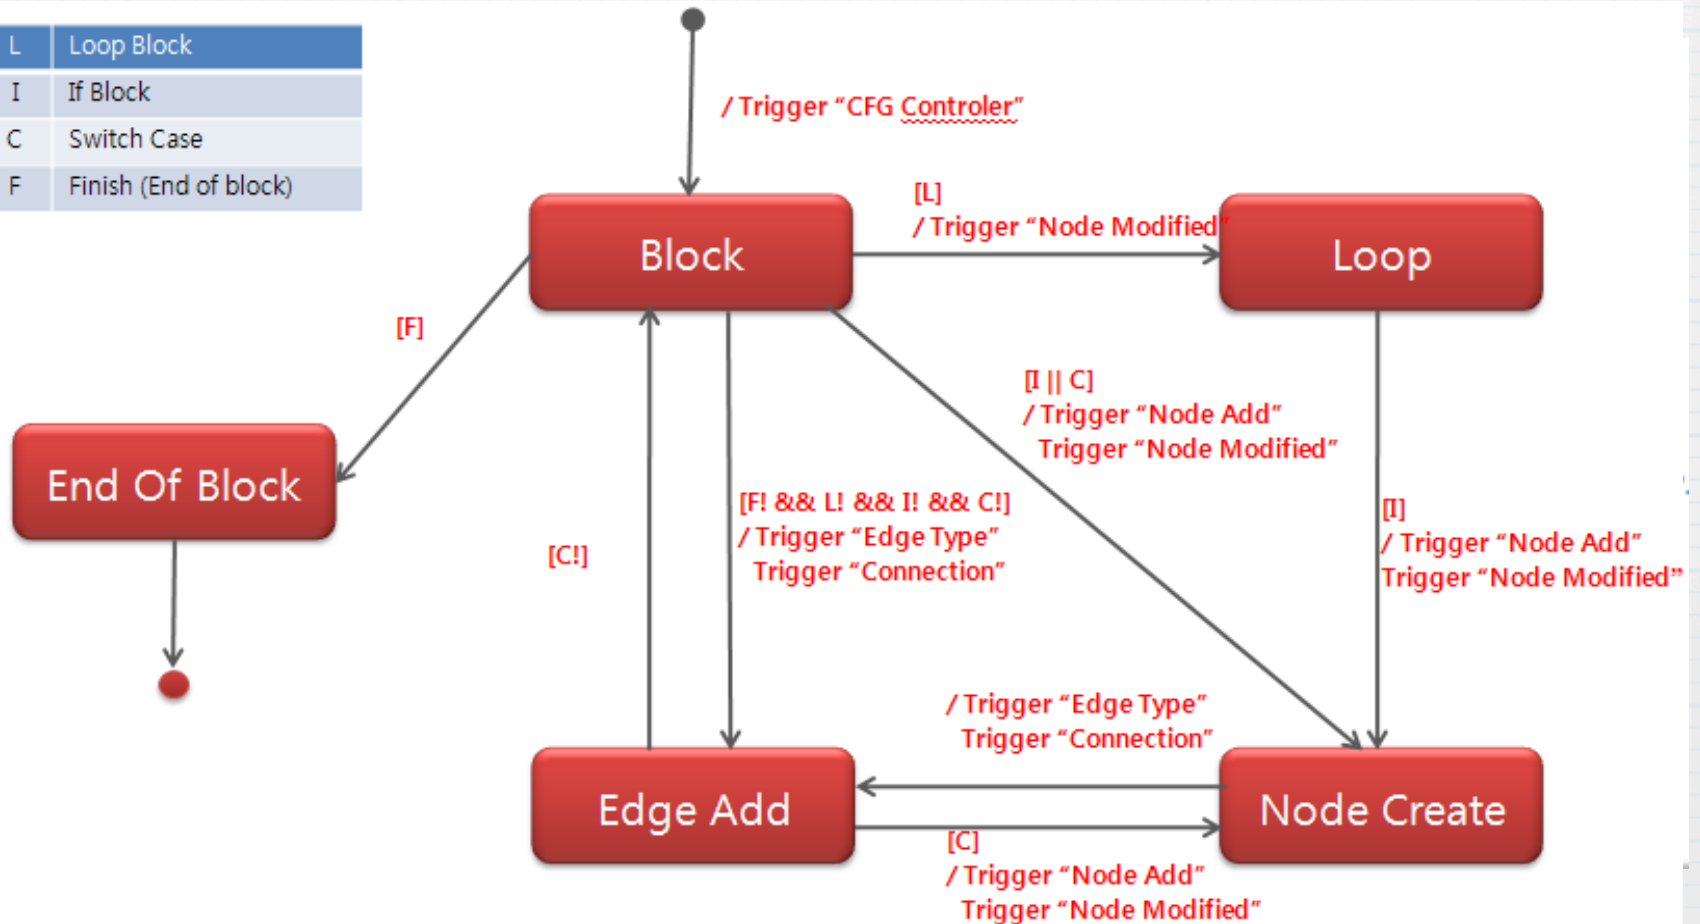 L Loop Block
I If Block
C Switch Case
F Finish (End of block)
/ Trigger “CFG Controler”
Block
[L]
/ Trigger “Node Modified”
Loop
[F]
End Of Block
[I || C]
/ Trigger “Node Add”
Trigger “Node Modified”
[F! && L! && I! && C!]
/ Trigger “Edge Type”
Trigger “Connection”
[C!]
[I]
/ Trigger “Node Add”
Trigger “Node Modified”
/ Trigger “Edge Type”
Trigger “Connection”
Edge Add
Node Create
[C]
/ Trigger “Node Add”
Trigger “Node Modified”